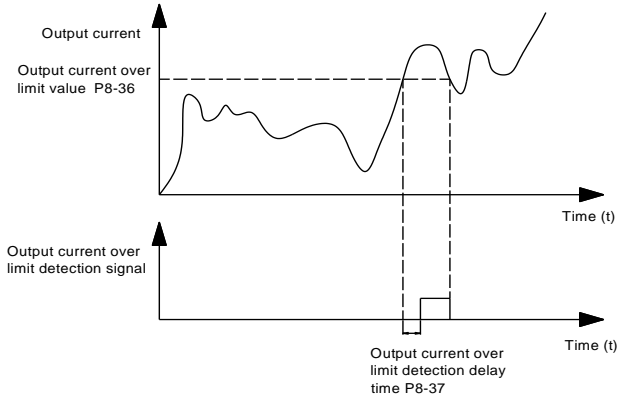 Output current
Output current over
limit value P8-36
Time (t)
Output current over
limit detection signal
Time (t)
Output current over
limit detection delay
time P8-37